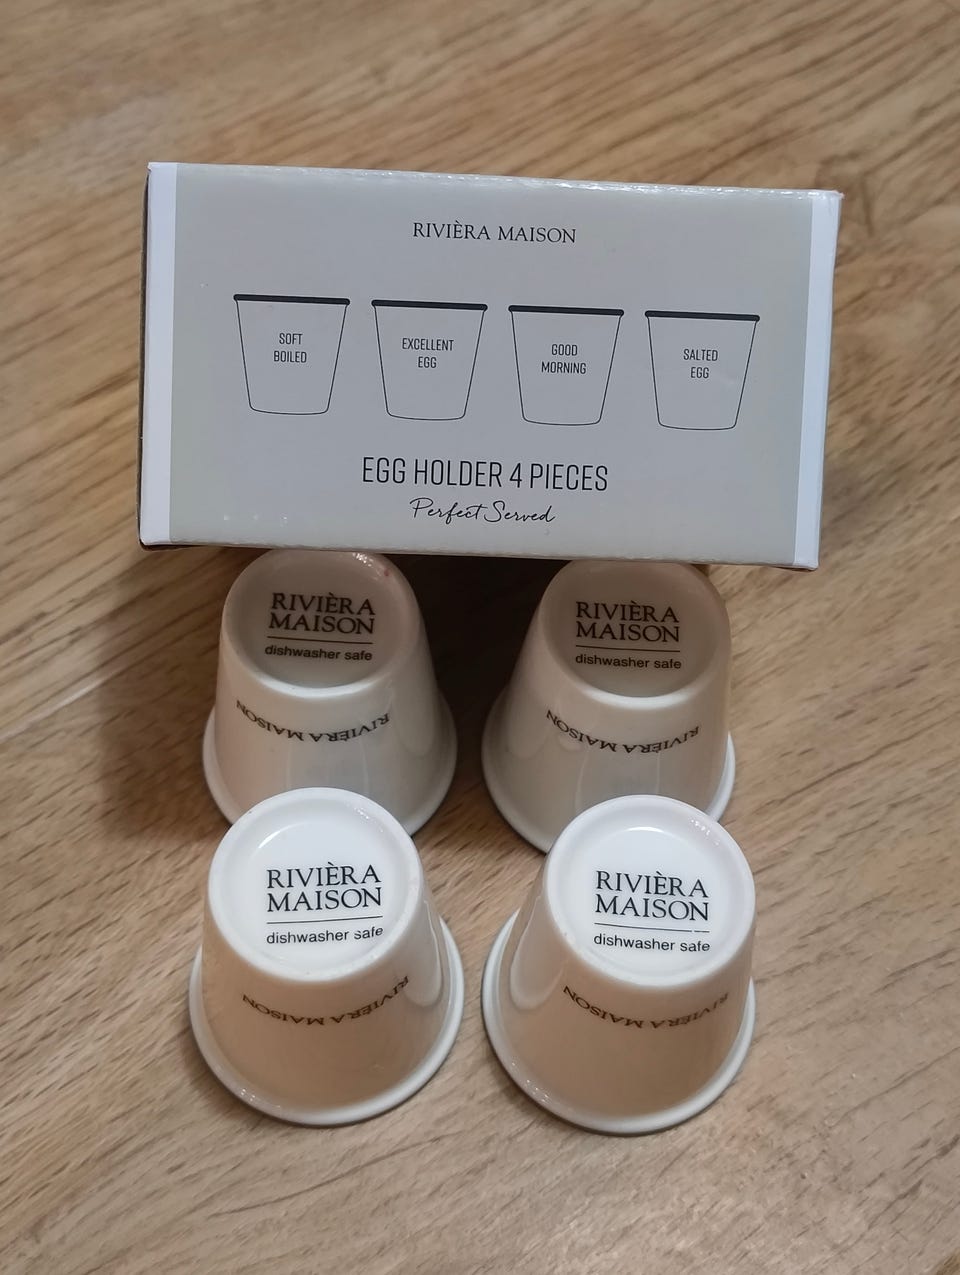 RIVIÈRA MAISON
SOFT
BOILED
EXCELLENT
EGG
GOOD
MORNING
SALTED
EGG
EGG HOLDER 4 PIECES
Perfect Served
RIVIÈRA
MAISON
dishwasher safe
RIVIÈRA MAISON
RIVIÈRA
MAISON
dishwasher safe
RIVIÈRA MAISON
RIVIÈRA
MAISON
dishwasher safe
RIVIÈRA MAISON
RIVIÈRA
MAISON
dishwasher safe
RIVIÈRA MAISON